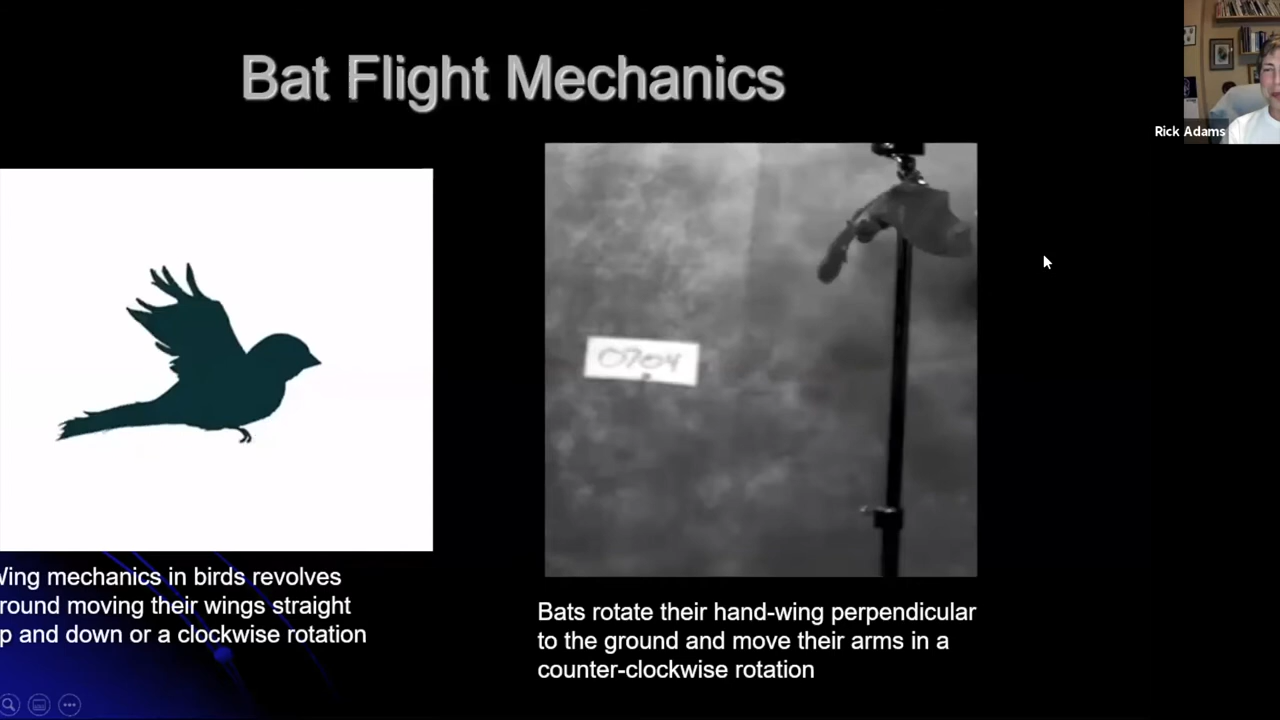 Bat Flight Mechanics
Rick Adams
0704
Wing mechanics in birds revolves
round moving their wings straight
p and down or a clockwise rotation
Bats rotate their hand-wing perpendicular
to the ground and move their arms in a
counter-clockwise rotation